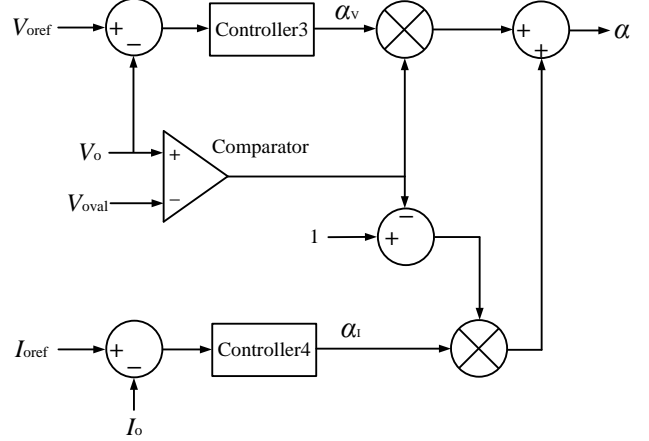 Voref
+
−
Controller3
αV
+
+
α
Vo
+
Comparator
Voval
−
−
1
+
Ioref
+
−
Controller4
αI
Io